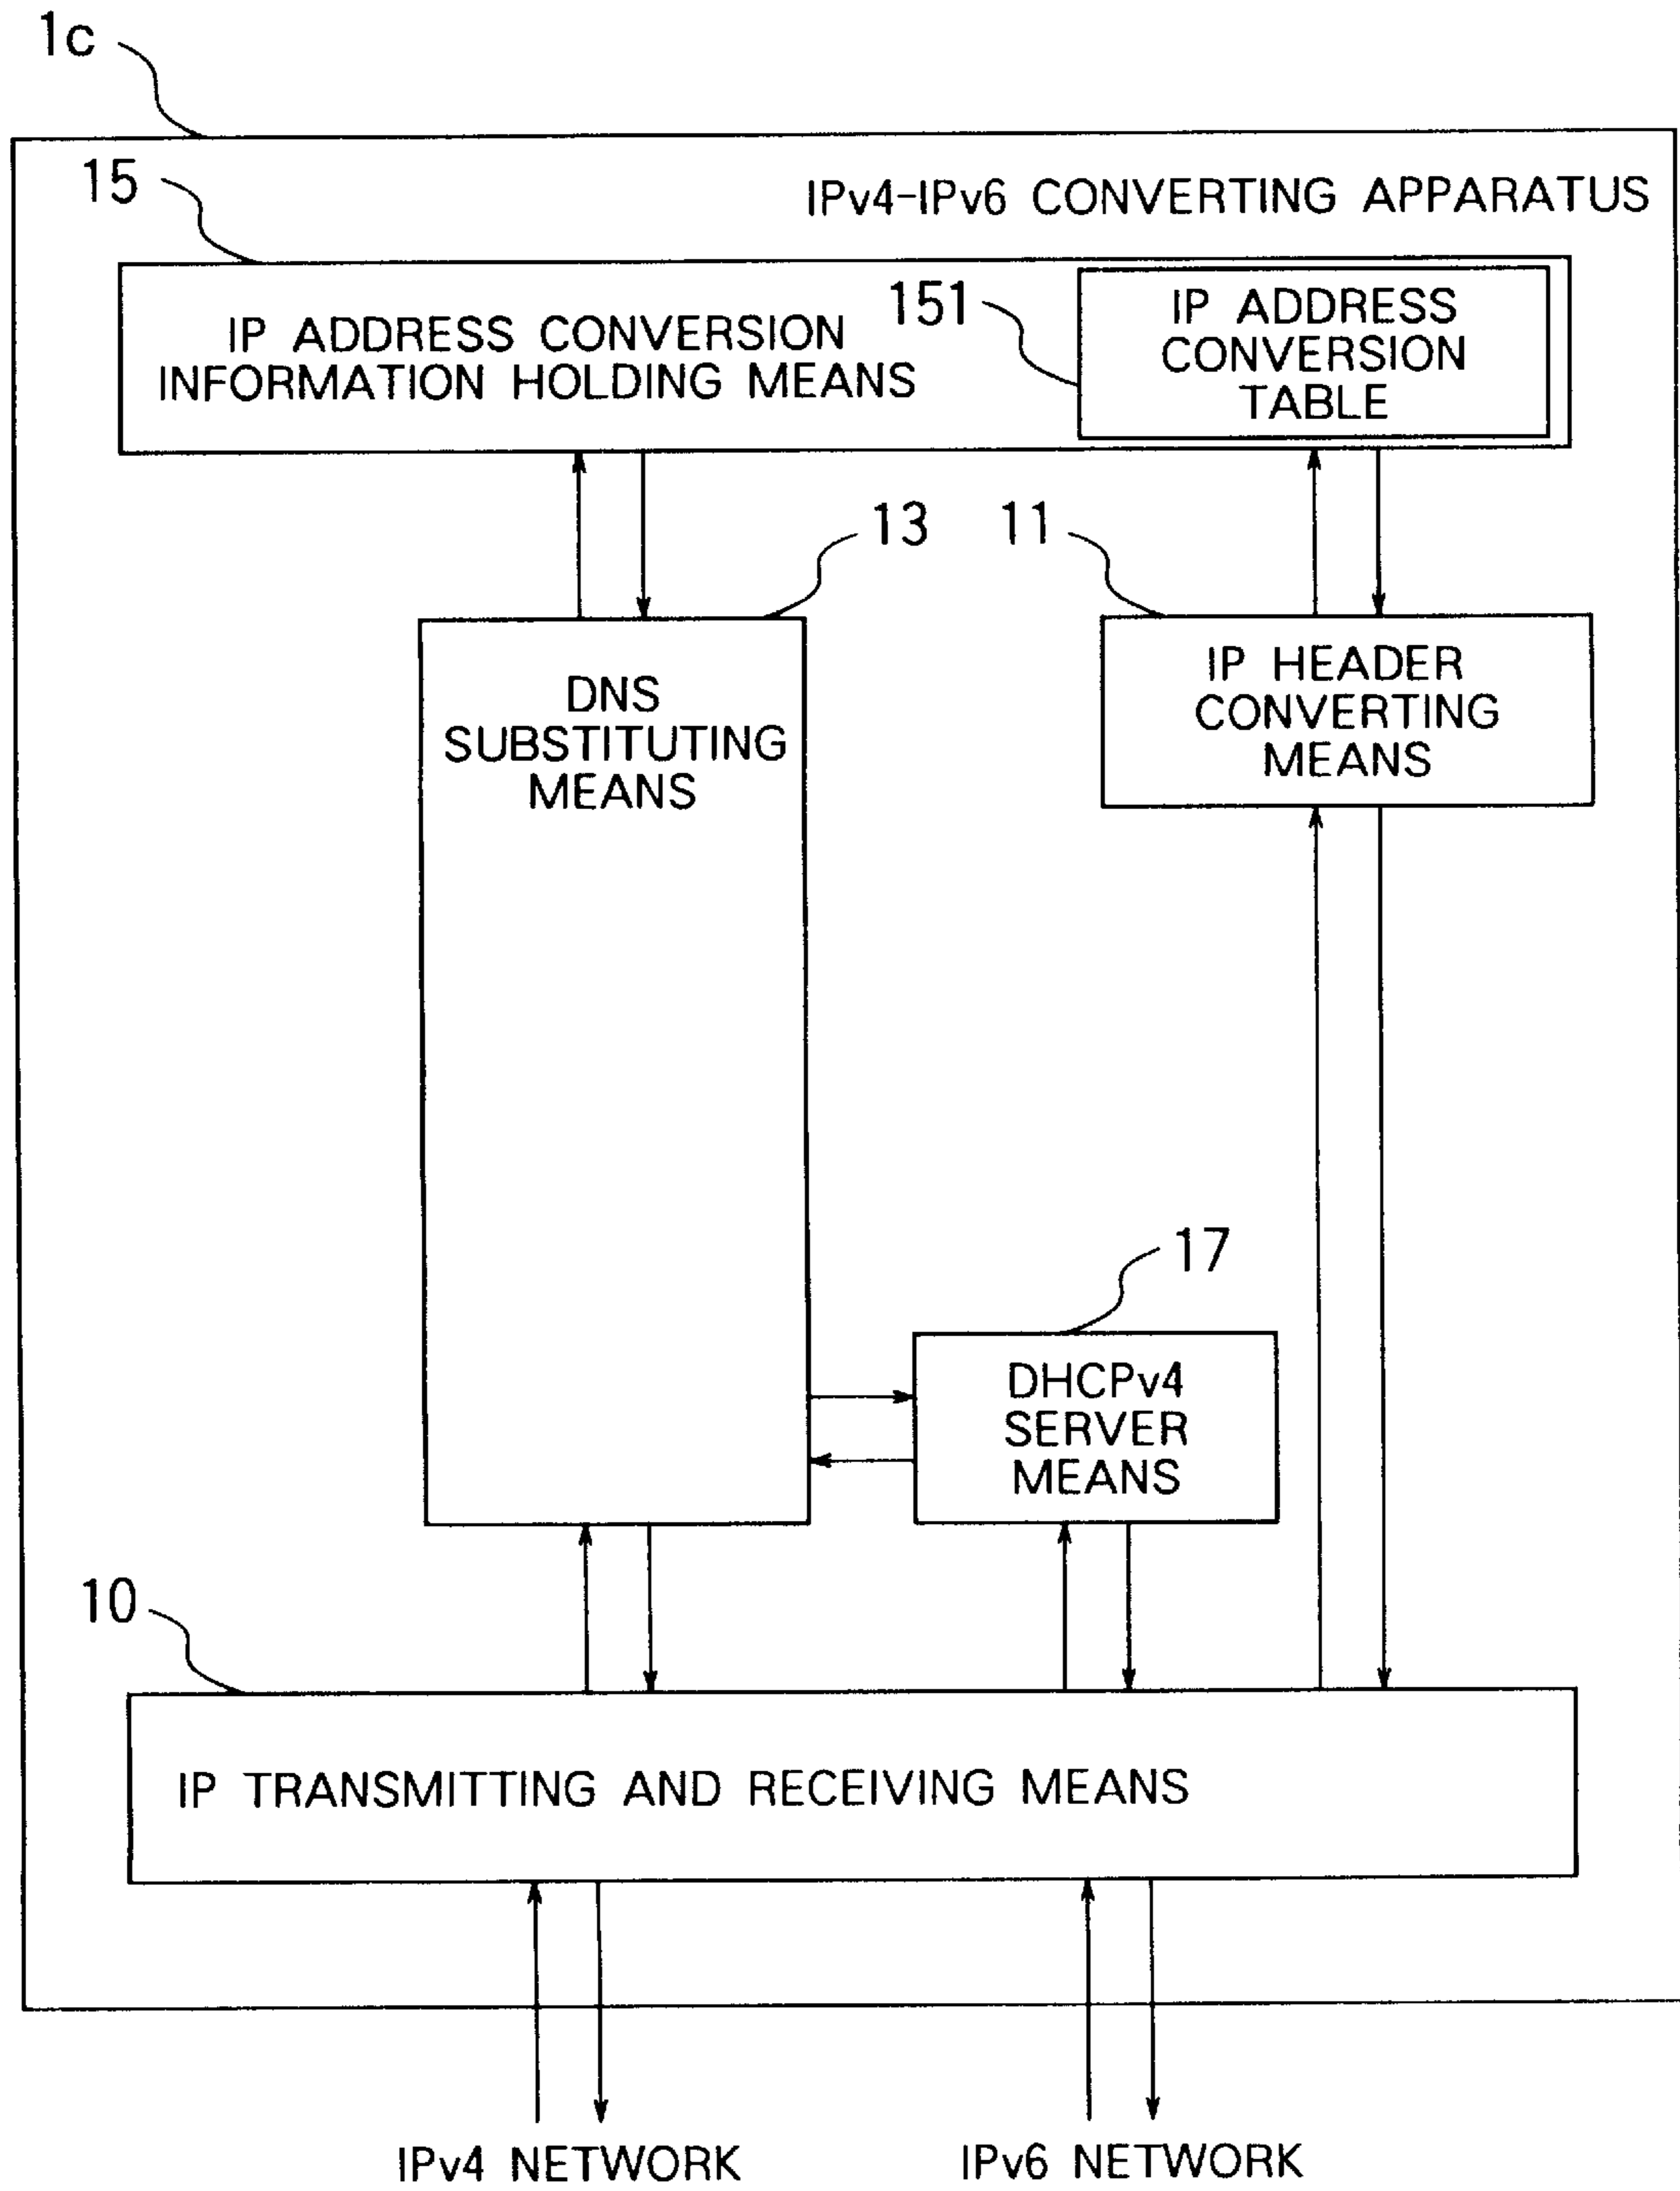 1c
15
IPv4-IPv6 CONVERTING APPARATUS
IP ADDRESS CONVERSION
INFORMATION HOLDING MEANS
151
IP ADDRESS
CONVERSION
TABLE
13
11
DNS
SUBSTITUTING
MEANS
IP HEADER
CONVERTING
MEANS
17
DHCPv4
SERVER
MEANS
10
IP TRANSMITTING AND RECEIVING MEANS
IPv4 NETWORK
IPv6 NETWORK